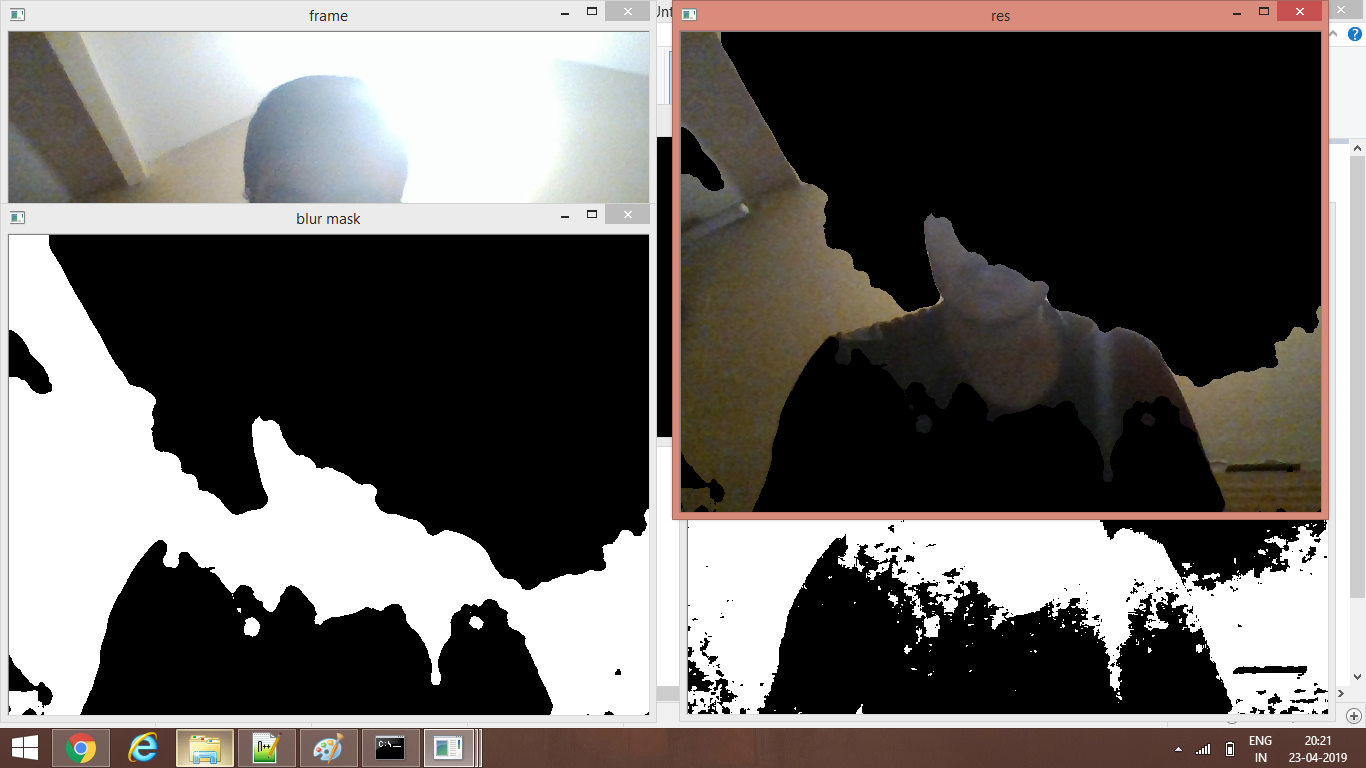 frame
res
blur mask
ENG
IN
20:21
23-04-2019